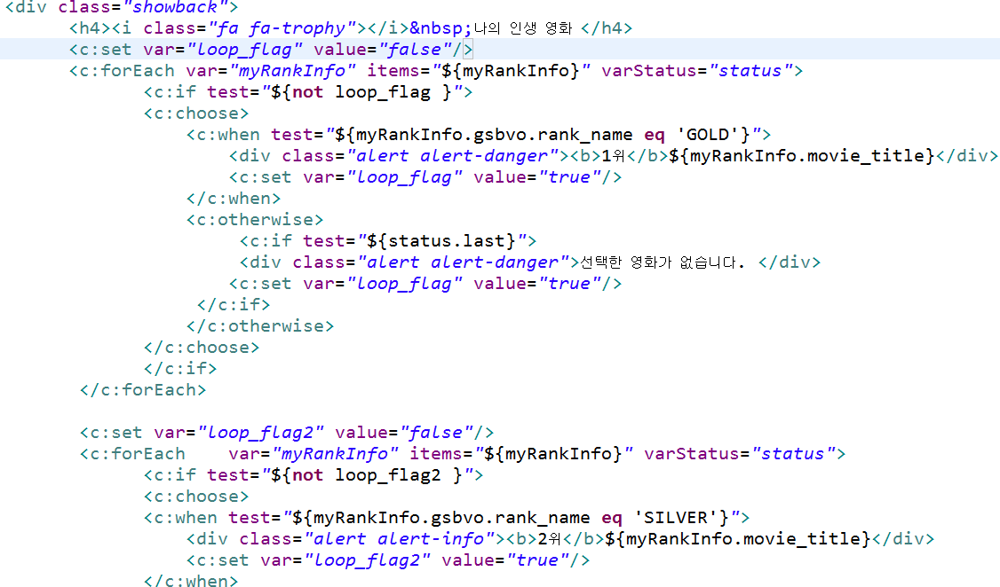 <div class="showback">
<h4><i class="fa fa-trophy"></i>&nbsp;나의 인생 영화 </h4>
<c:set var="loop_flag" value="false"/>
<c:forEach var="myRankInfo" items="${myRankInfo}" varStatus="status">
<c:if test="${not loop_flag }">
<c:choose>
<c:when test="${myRankInfo.gsbvo.rank_name eq 'GOLD'}">
<div class="alert alert-danger"><b>1위</b>${myRankInfo.movie_title}</div>
<c:set var="loop_flag" value="true"/>
</c:when>
<c:otherwise>
<c:if test="${status.last}">
<div class="alert alert-danger">선택한 영화가 없습니다. </div>
<c:set var="loop_flag" value="true"/>
</c:if>
</c:otherwise>
</c:choose>
</c:if>
</c:forEach>
<c:set var="loop_flag2" value="false"/>
<c:forEach var="myRankInfo" items="${myRankInfo}" varStatus="status">
<c:if test="${not loop_flag2 }">
<c:choose>
<c:when test="${myRankInfo.gsbvo.rank_name eq 'SILVER'}">
<div class="alert alert-info"><b>2위</b>${myRankInfo.movie_title}</div>
<c:set var="loop_flag2" value="true"/>
</c:when>